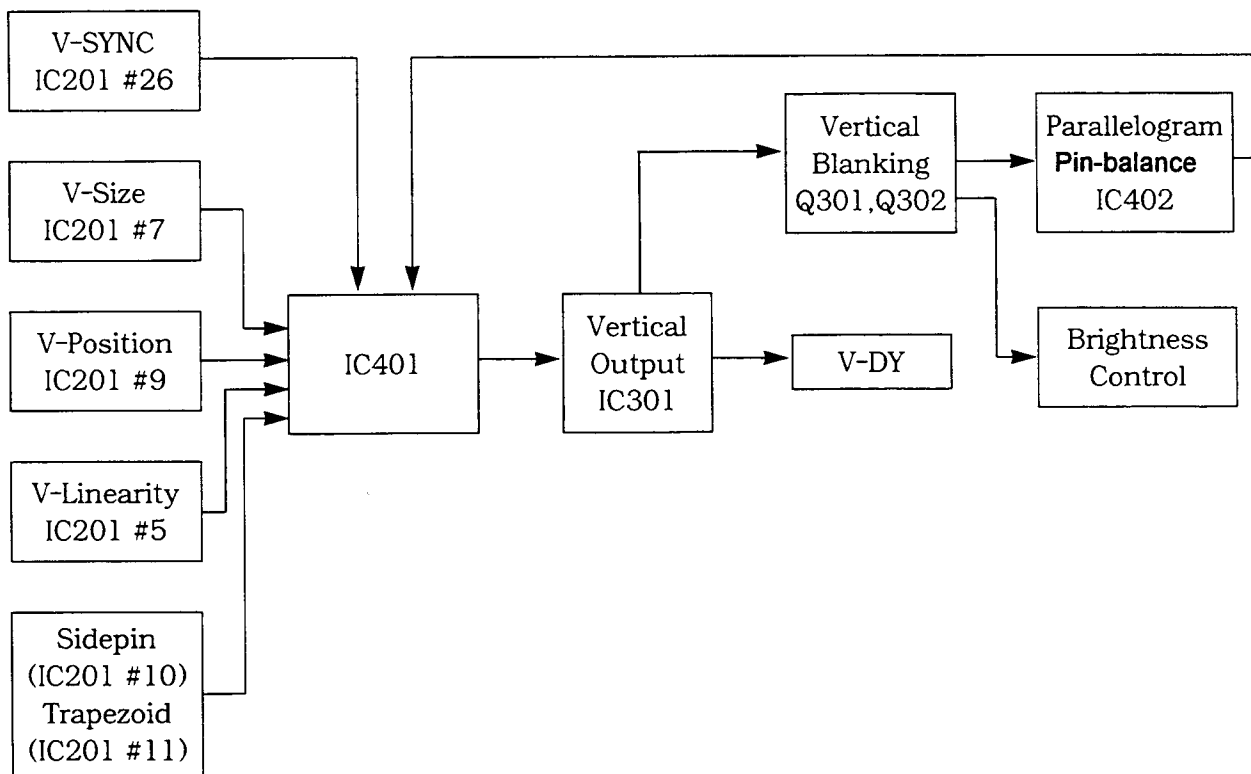 V-SYNC
IC201 #26
V-Size
IC201 #7
V-Position
IC201 #9
V-Linearity
IC201 #5
Sidepin
(IC201 #10)
Trapezoid
(IC201 #11)
IC401
Vertical
Output
IC301
Vertical
Blanking
Q301,Q302
V-DY
Parallelogram
Pin-balance
IC402
Brightness
Control